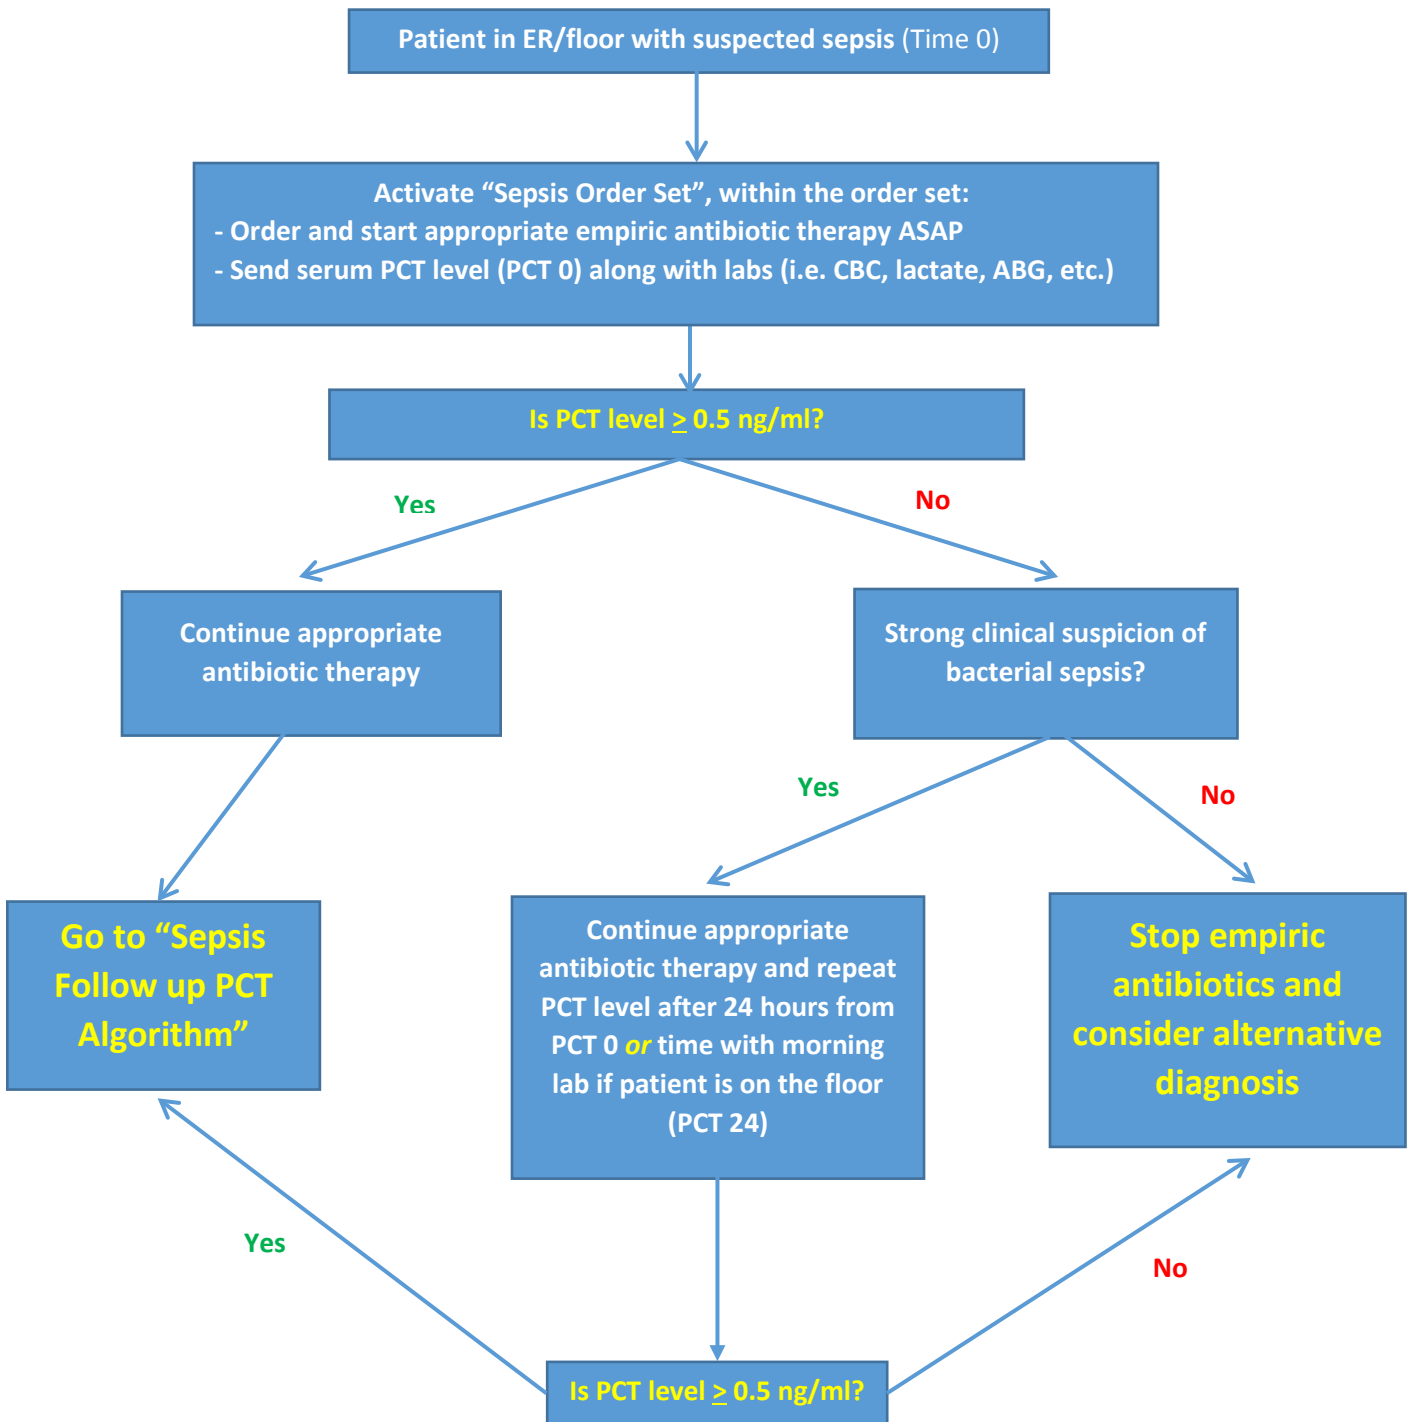 Patient in ER/floor with suspected sepsis (Time 0)
Activate “Sepsis Order Set”, within the order set:
- Order and start appropriate empiric antibiotic therapy ASAP
- Send serum PCT level (PCT 0) along with labs (i.e. CBC, lactate, ABG, etc.)
Is PCT level ≥ 0.5 ng/ml?
Yes
No
Continue appropriate
antibiotic therapy
Strong clinical suspicion of
bacterial sepsis?
Yes
No
Go to “Sepsis
Follow up PCT
Algorithm”
Continue appropriate
antibiotic therapy and repeat
PCT level after 24 hours from
PCT 0 or time with morning
lab if patient is on the floor
(PCT 24)
Stop empiric
antibiotics and
consider alternative
diagnosis
Yes
No
Is PCT level ≥ 0.5 ng/ml?